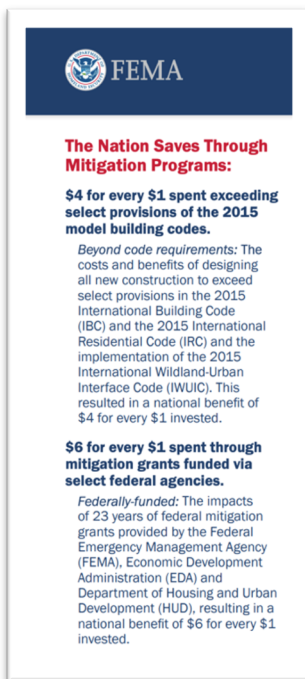 FEMA
The Nation Saves Through
Mitigation Programs:
$4 for every $1 spent exceeding
select provisions of the 2015
model building codes.
Beyond code requirements: The
costs and benefits of designing
all new construction to exceed
select provisions in the 2015
International Building Code
(IBC) and the 2015 International
Residential Code (IRC) and the
implementation of the 2015
International Wildland-Urban
Interface Code (IWUIC). This
resulted in a national benefit of
$4 for every $1 invested.
$6 for every $1 spent through
mitigation grants funded via
select federal agencies.
Federally-funded: The impacts
of 23 years of federal mitigation
grants provided by the Federal
Emergency Management Agency
(FEMA), Economic Development
Administration (EDA) and
Department of Housing and Urban
Development (HUD), resulting in a
national benefit of $6 for every $1
invested.